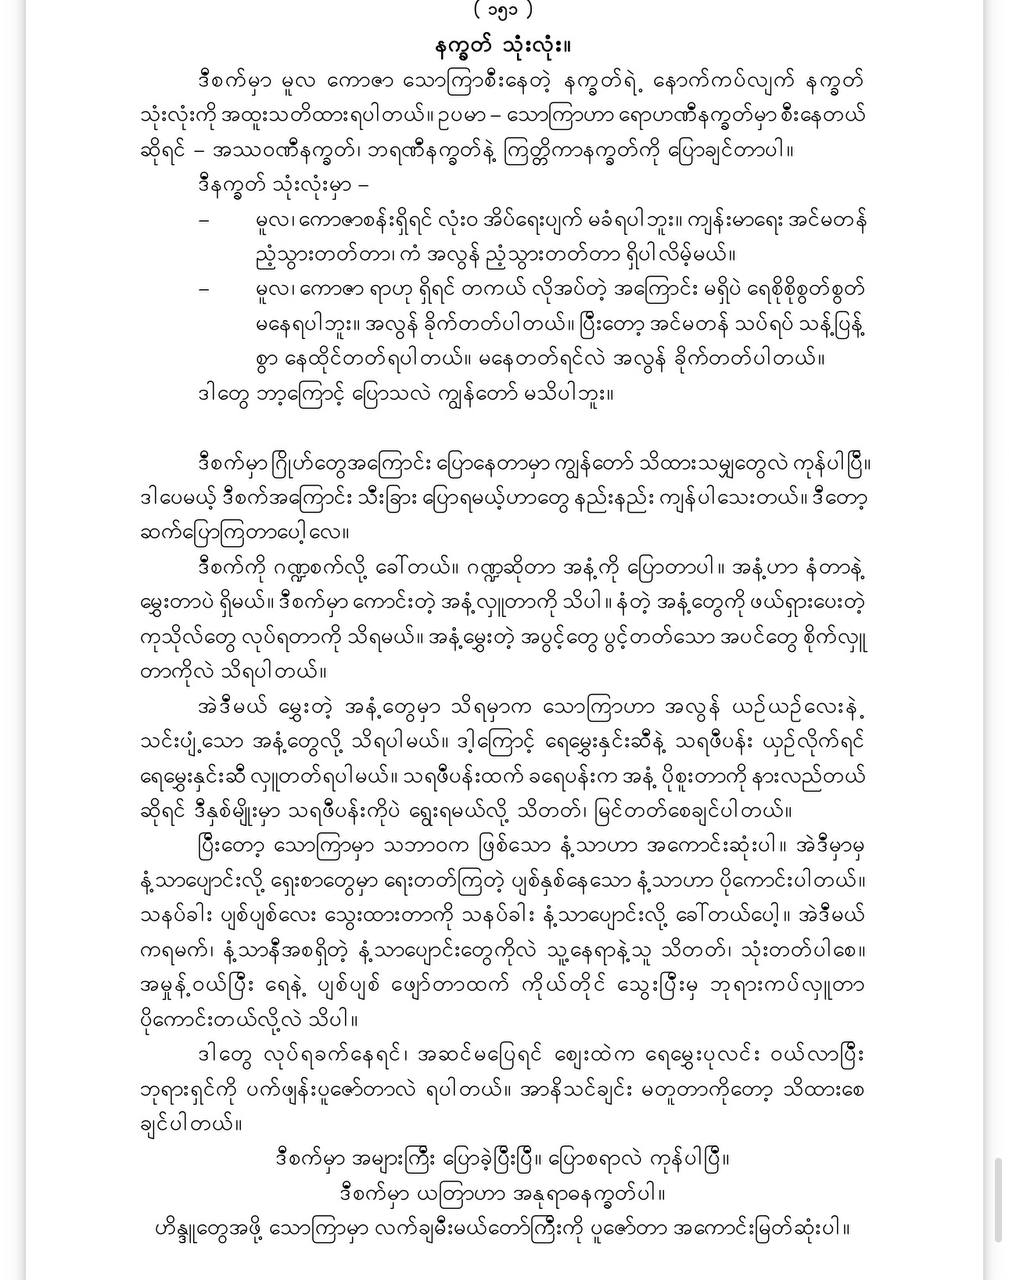 ( ၁၅၁ )
နက္ခတ် သုံးလုံး။
ဒီစက်မှာ မူလ ကောဇာ သောကြာစီးနေတဲ့ နက္ခတ်ရဲ့ နောက်ကပ်လျက် နက္ခတ်
သုံးလုံးကို အထူးသတိထားရပါတယ်။ ဥပမာ – သောကြာဟာ ရောဟဏီနက္ခတ်မှာ စီးနေတယ်
ဆိုရင် – အဿဝဏီနက္ခတ်၊ ဘရဏီနက္ခတ်နဲ့ ကြတ္တိကာနက္ခတ်ကို ပြောချင်တာပါ။
ဒီနက္ခတ် သုံးလုံးမှာ –
– မူလ၊ ကောဇာစန်းရှိရင် လုံးဝ အိပ်ရေးပျက် မခံရပါဘူး။ ကျန်းမာရေး အင်မတန်
ညံ့သွားတတ်တာ၊ ကံ အလွန် ညံ့သွားတတ်တာ ရှိပါလိမ့်မယ်။
– မူလ၊ ကောဇာ ရာဟု ရှိရင် တကယ် လိုအပ်တဲ့ အကြောင်း မရှိပဲ ရေစိုစိုစွတ်စွတ်
မနေရပါဘူး။ အလွန် ခိုက်တတ်ပါတယ်။ ပြီးတော့ အင်မတန် သပ်ရပ် သန့်ပြန့်
စွာ နေထိုင်တတ်ရပါတယ်။ မနေတတ်ရင်လဲ အလွန် ခိုက်တတ်ပါတယ်။
ဒါတွေ ဘာ့ကြောင့် ပြောသလဲ ကျွန်တော် မသိပါဘူး။
ဒီစက်မှာ ဂြိုဟ်တွေအကြောင်း ပြောနေတာမှာ ကျွန်တော် သိထားသမျှတွေလဲ ကုန်ပါပြီ။
ဒါပေမယ့် ဒီစက်အကြောင်း သီးခြား ပြောရမယ့်ဟာတွေ နည်းနည်း ကျန်ပါသေးတယ်။ ဒီတော့
ဆက်ပြောကြတာပေါ့လေ။
ဒီစက်ကို ဂဏ္ဍစက်လို့ ခေါ်တယ်။ ဂဏ္ဍဆိုတာ အနံ့ကို ပြောတာပါ။ အနံ့ဟာ နံတာနဲ့
မွှေးတာပဲ ရှိမယ်။ ဒီစက်မှာ ကောင်းတဲ့ အနံ့လှူတာကို သိပါ။ နံတဲ့ အနံ့တွေကို ဖယ်ရှားပေးတဲ့
ကုသိုလ်တွေ လုပ်ရတာကို သိရမယ်။ အနံ့မွှေးတဲ့ အပွင့်တွေ ပွင့်တတ်သော အပင်တွေ စိုက်လှူ
တာကိုလဲ သိရပါတယ်။
အဲဒီမယ် မွှေးတဲ့ အနံ့တွေမှာ သိရမှာက သောကြာဟာ အလွန် ယဉ်ယဉ်လေးနဲ့
သင်းပျံ့သော အနံ့တွေလို့ သိရပါမယ်။ ဒါ့ကြောင့် ရေမွှေးနှင်းဆီနဲ့ သရဖီပန်း ယှဉ်လိုက်ရင်
ရေမွှေးနှင်းဆီ လှူတတ်ရပါမယ်။ သရဖီပန်းထက် ခရေပန်းက အနံ့ ပိုစူးတာကို နားလည်တယ်
ဆိုရင် ဒီနှစ်မျိုးမှာ သရဖီပန်းကိုပဲ ရွေးရမယ်လို့ သိတတ်၊ မြင်တတ်စေချင်ပါတယ်။
ပြီးတော့ သောကြာမှာ သဘာဝက ဖြစ်သော နံ့သာဟာ အကောင်းဆုံးပါ။ အဲဒီမှာမှ
နံ့သာပျောင်းလို့ ရှေးစာတွေမှာ ရေးတတ်ကြတဲ့ ပျစ်နှစ်နေသော နံ့သာဟာ ပိုကောင်းပါတယ်။
သနပ်ခါး ပျစ်ပျစ်လေး သွေးထားတာကို သနပ်ခါး နံ့သာပျောင်းလို့ ခေါ်တယ်ပေါ့။ အဲဒီမယ်
ကရမက်၊ နံ့သာနီအစရှိတဲ့ နံ့သာပျောင်းတွေကိုလဲ သူ့နေရာနဲ့သူ သိတတ်၊ သုံးတတ်ပါစေ။
အမှုန့်ဝယ်ပြီး ရေနဲ့ ပျစ်ပျစ် ဖျော်တာထက် ကိုယ်တိုင် သွေးပြီးမှ ဘုရားကပ်လှူတာ
ပိုကောင်းတယ်လို့လဲ သိပါ။
ဒါတွေ လုပ်ရခက်နေရင်၊ အဆင်မပြေရင် ဈေးထဲက ရေမွှေးပုလင်း ဝယ်လာပြီး
ဘုရားရှင်ကို ပက်ဖျန်းပူဇော်တာလဲ ရပါတယ်။ အာနိသင်ချင်း မတူတာကိုတော့ သိထားစေ
ချင်ပါတယ်။
ဒီစက်မှာ အများကြီး ပြောခဲ့ပြီးပြီ။ ပြောစရာလဲ ကုန်ပါပြီ။
ဒီစက်မှာ ယတြာဟာ အနုရာဓနက္ခတ်ပါ။
ဟိန္ဒူတွေအဖို့ သောကြာမှာ လက်ချမီးမယ်တော်ကြီးကို ပူဇော်တာ အကောင်းမြတ်ဆုံးပါ။